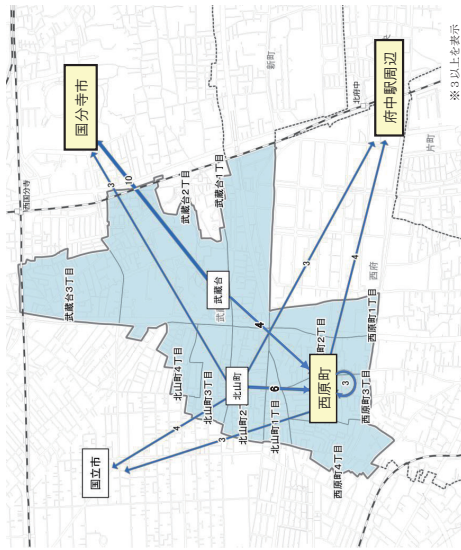 国分寺市
新町
北府中
府中駅周辺
片町
※３以上を表示
西国分寺
3
10
武蔵台2丁目
武蔵台1丁目
武蔵台3丁目
武蔵台
3
4
西府
北山町4丁目
北山町3丁目
北山町2
北山町
4
町2丁目
西原町1丁目
北山町1丁目
6
西原町
3
西原町3丁目
西原町4丁目
国立市
4
3